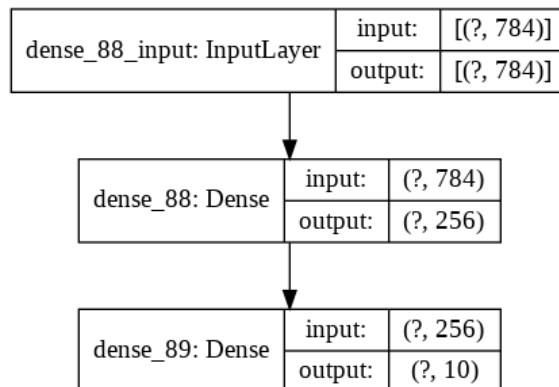 dense_88_input: InputLayer
input: [(?, 784)]
output: [(?, 784)]
dense_88: Dense
input: (?, 784)
output: (?, 256)
dense_89: Dense
input: (?, 256)
output: (?, 10)